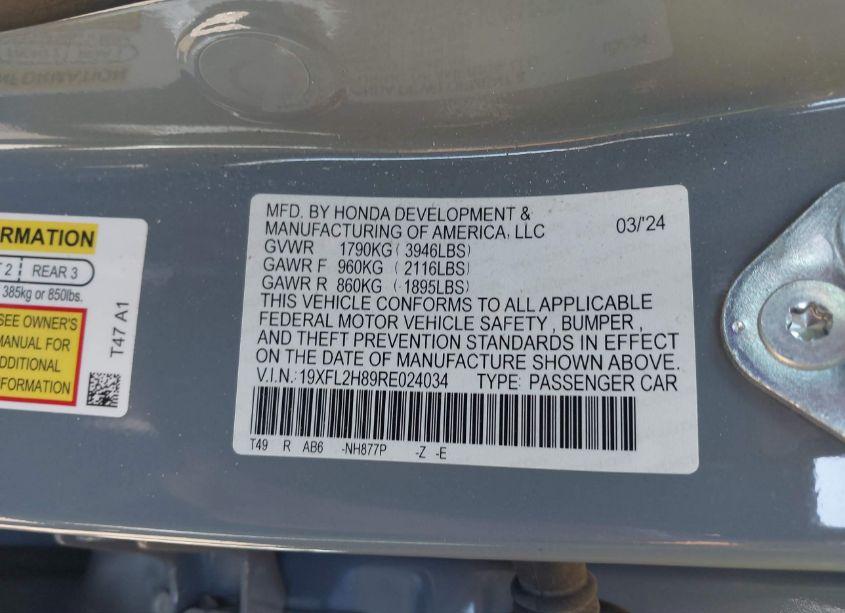 MFD. BY HONDA DEVELOPMENT &
MANUFACTURING OF AMERICA, LLC 03/'24
GVWR 1790KG ( 3946LBS)
GAWR F 960KG ( 2116LBS)
GAWR R 860KG ( 1895LBS)
THIS VEHICLE CONFORMS TO ALL APPLICABLE
FEDERAL MOTOR VEHICLE SAFETY , BUMPER ,
AND THEFT PREVENTION STANDARDS IN EFFECT
ON THE DATE OF MANUFACTURE SHOWN ABOVE.
V.I.N.: 19XFL2H89RE024034 TYPE: PASSENGER CAR
T49 R AB6 -NH877P -Z -E
ORMATION
T 2 REAR 3
385kg or 850lbs.
SEE OWNER'S
MANUAL FOR
ADDITIONAL
INFORMATION
T47 A1